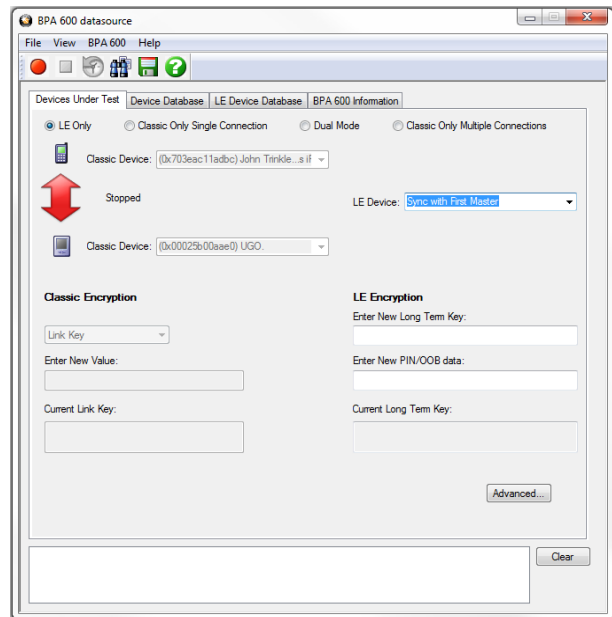 BPA 600 datasource
File View BPA 600 Help
Devices Under Test Device Database LE Device Database BPA 600 Information
LE Only Classic Only Single Connection Dual Mode Classic Only Multiple Connections
Classic Device: (0x703eac11adbc) John Trinkle...s iF
Stopped
LE Device: Sync with First Master
Classic Device: (0x00025b00aae0) UGO.
Classic Encryption LE Encryption
Enter New Long Term Key:
Link Key
Enter New Value: Enter New PIN/OOB data:
Current Link Key: Current Long Term Key:
Advanced...
Clear